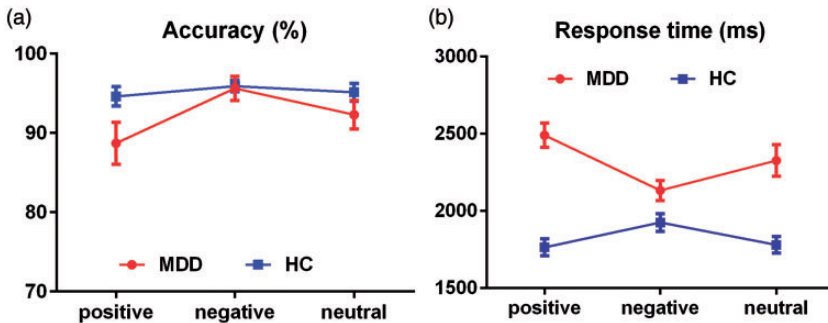 (a)
Accuracy (%)
100
90
80
70
MDD HC
positive negative neutral
(b)
Response time (ms)
3000
2500
2000
1500
MDD HC
positive negative neutral